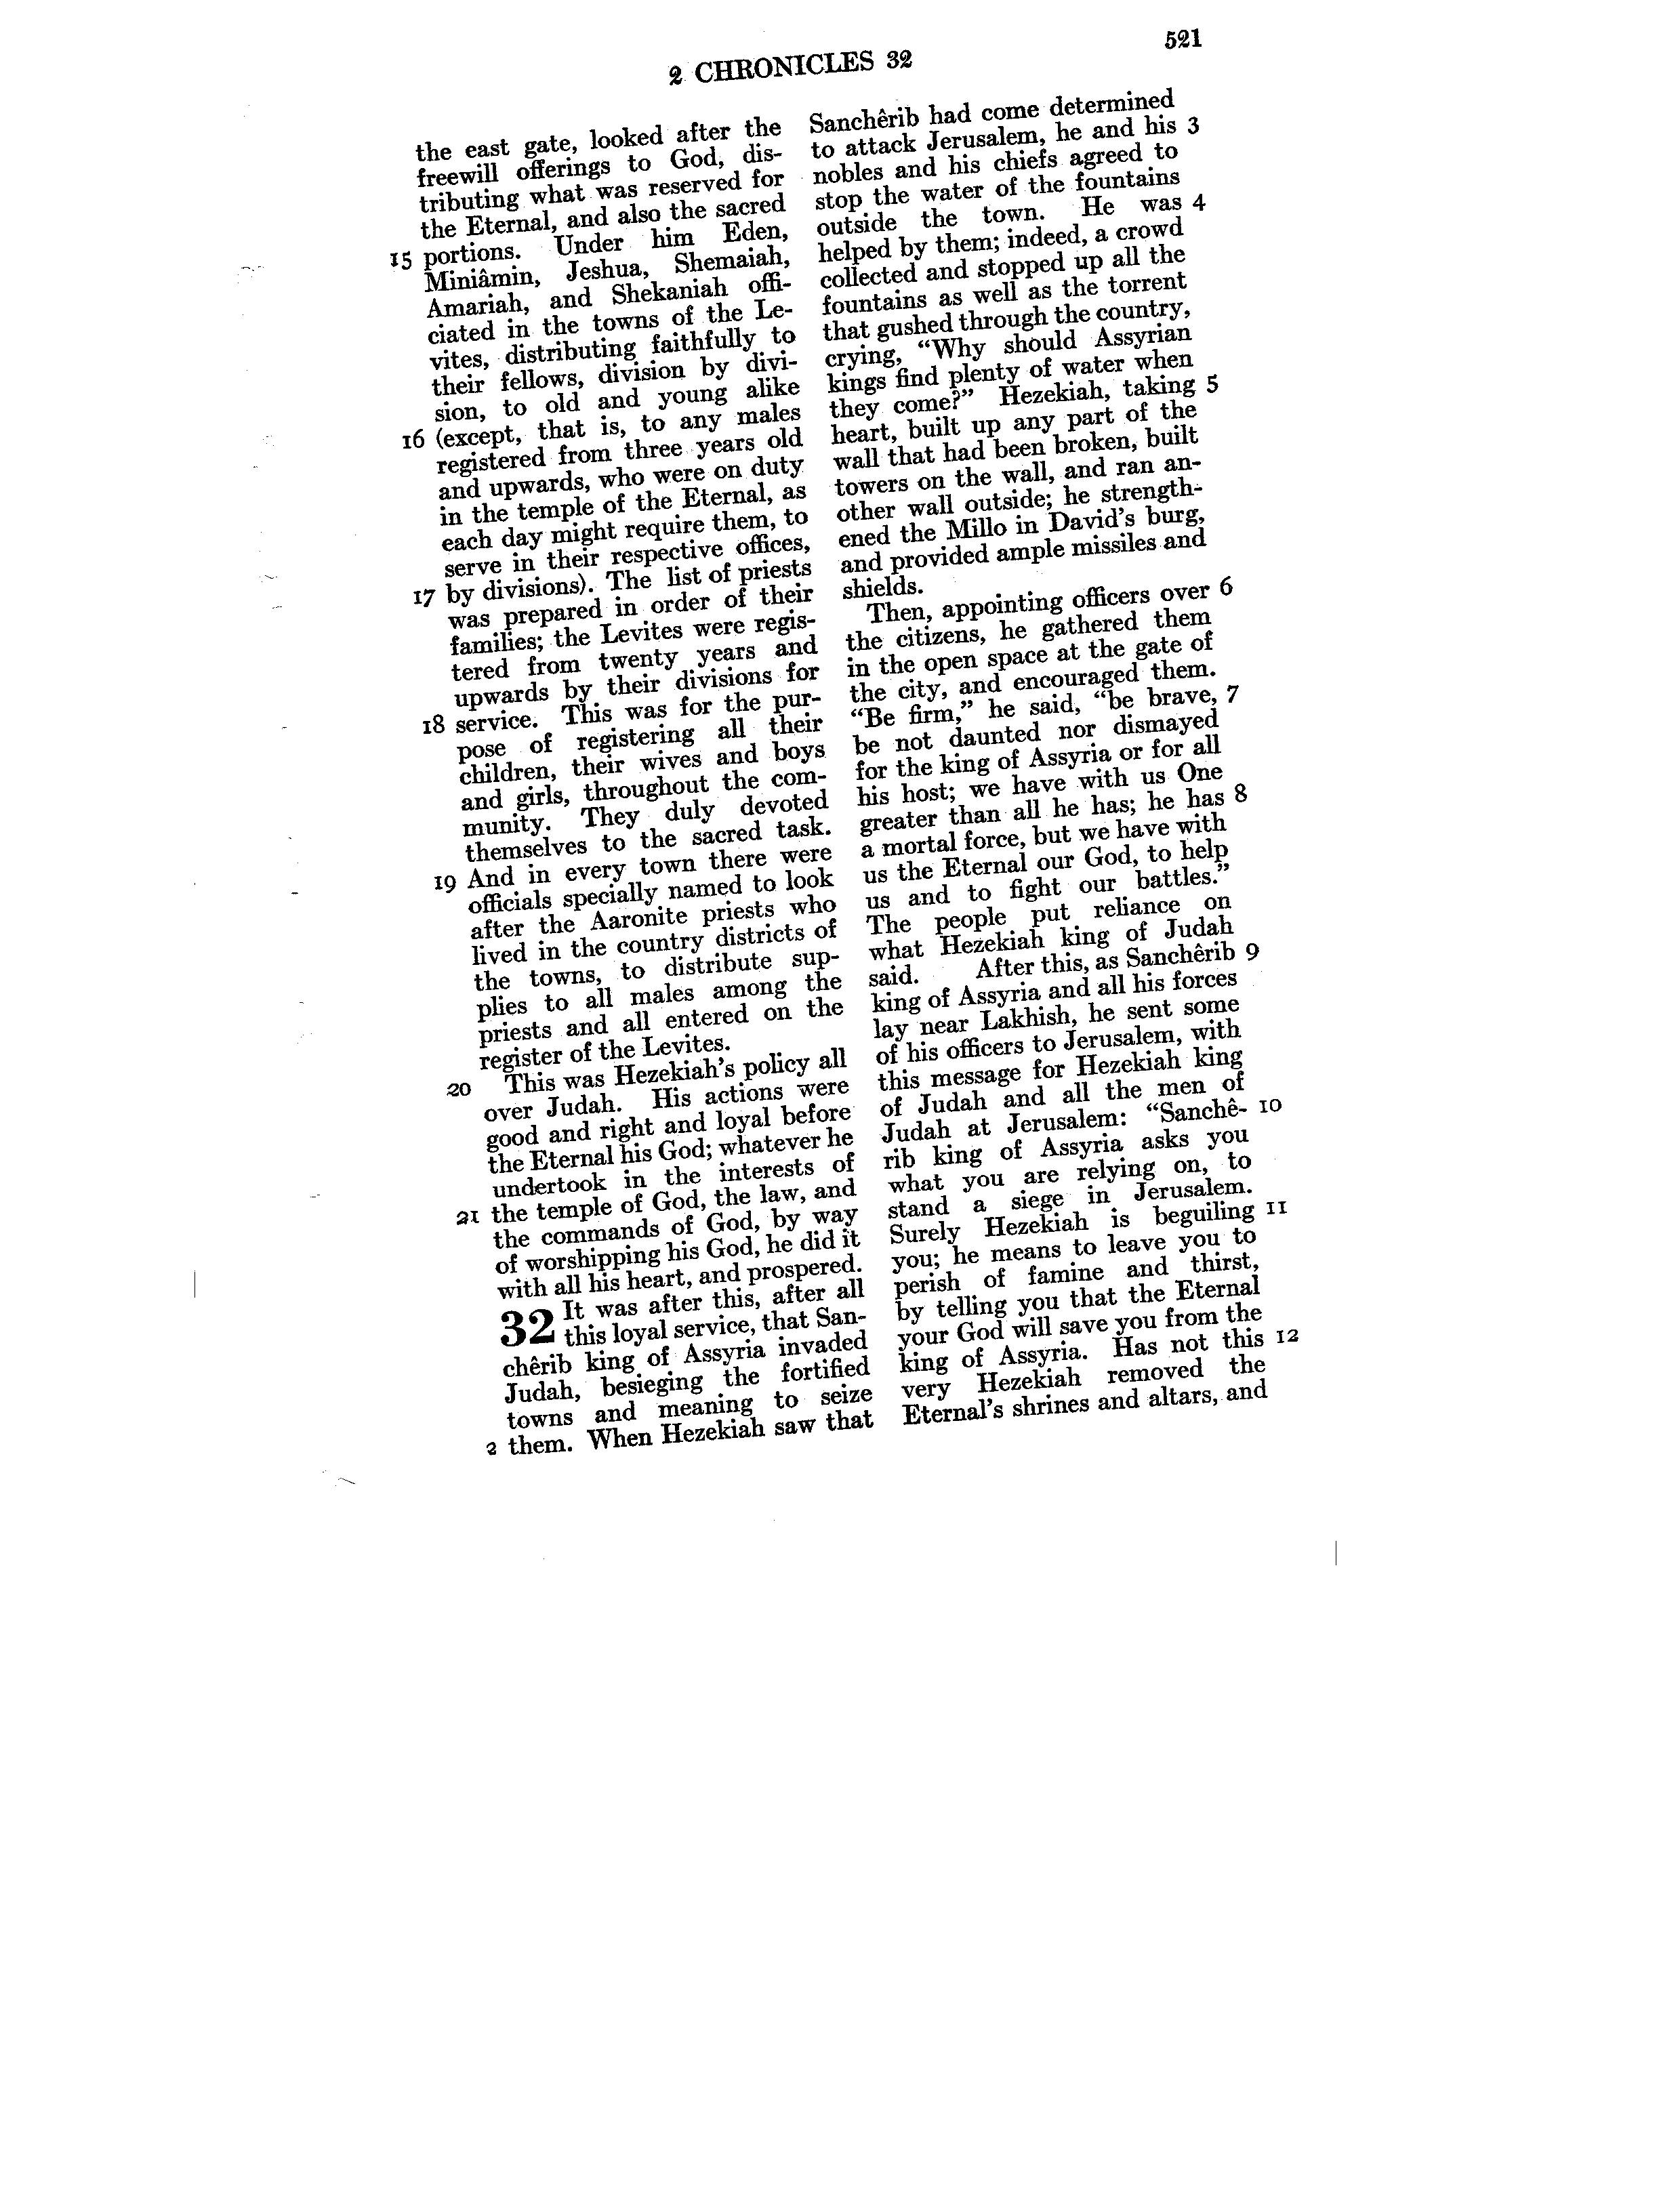 2 CHRONICLES 32
521
the east gate, looked after the
freewill offerings to God, dis-
tributing what was reserved for
the Eternal, and also the sacred
15 portions. Under him Eden,
Miniâmin, Jeshua, Shemaiah,
Amariah, and Shekaniah offi-
ciated in the towns of the Le-
vites, distributing faithfully to
their fellows, division by divi-
sion, to old and young alike
16 (except, that is, to any males
registered from three years old
and upwards, who were on duty
in the temple of the Eternal, as
each day might require them, to
serve in their respective offices,
17 by divisions). The list of priests
was prepared in order of their
families; the Levites were regis-
tered from twenty years and
upwards by their divisions for
18 service. This was for the pur-
pose of registering all their
children, their wives and boys
and girls, throughout the com-
munity. They duly devoted
themselves to the sacred task.
19 And in every town there were
officials specially named to look
after the Aaronite priests who
lived in the country districts of
the towns, to distribute sup-
plies to all males among the
priests and all entered on the
register of the Levites.
20 This was Hezekiah's policy all
over Judah. His actions were
good and right and loyal before
the Eternal his God; whatever he
undertook in the interests of
21 the temple of God, the law, and
the commands of God, by way
of worshipping his God, he did it
with all his heart, and prospered.
32 It was after this, after all
this loyal service, that San-
chêrib king of Assyria invaded
Judah, besieging the fortified
towns and meaning to seize
2 them. When Hezekiah saw that
Sanchêrib had come determined
to attack Jerusalem, he and his 3
nobles and his chiefs agreed to
stop the water of the fountains
outside the town. He was 4
helped by them; indeed, a crowd
collected and stopped up all the
fountains as well as the torrent
that gushed through the country,
crying, "Why should Assyrian
kings find plenty of water when
they come?" Hezekiah, taking 5
heart, built up any part of the
wall that had been broken, built
towers on the wall, and ran an-
other wall outside; he strength-
ened the Millo in David's burg,
and provided ample missiles and
shields.
Then, appointing officers over 6
the citizens, he gathered them
in the open space at the gate of
the city, and encouraged them.
"Be firm," he said, "be brave, 7
be not daunted nor dismayed
for the king of Assyria or for all
his host; we have with us One
greater than all he has; he has 8
a mortal force, but we have with
us the Eternal our God, to help
us and to fight our battles."
The people put reliance on
what Hezekiah king of Judah
said. After this, as Sanchêrib 9
king of Assyria and all his forces
lay near Lakhish, he sent some
of his officers to Jerusalem, with
this message for Hezekiah king
of Judah and all the men of
Judah at Jerusalem: "Sanchê- 10
rib king of Assyria asks you
what you are relying on, to
stand a siege in Jerusalem.
Surely Hezekiah is beguiling 11
you; he means to leave you to
perish of famine and thirst,
by telling you that the Eternal
your God will save you from the
king of Assyria. Has not this 12
very Hezekiah removed the
Eternal's shrines and altars, and